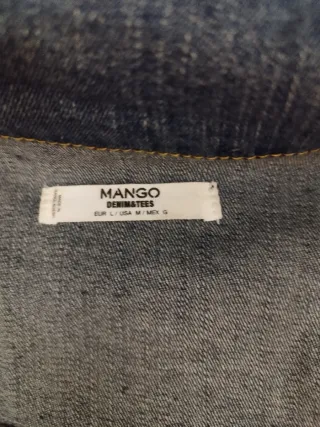 MANGO
DENIM&TEES
EUR L / USA M / MEX G